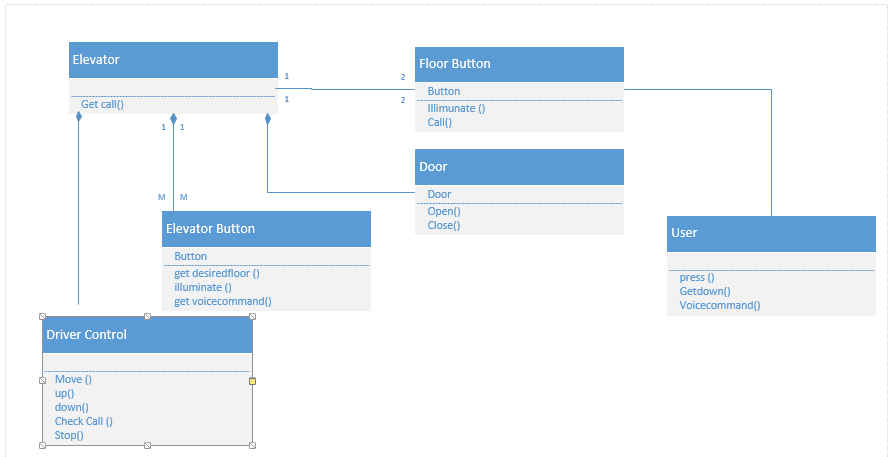 Elevator
Get call()
1
1
2
2
Floor Button
Button
Illimunate ()
Call()
1
1
M
M
Door
Door
Open()
Close()
Elevator Button
Button
get desiredfloor ()
illuminate ()
get voicecommand()
User
press ()
Getdown()
Voicecommand()
Driver Control
Move ()
up()
down()
Check Call ()
Stop()